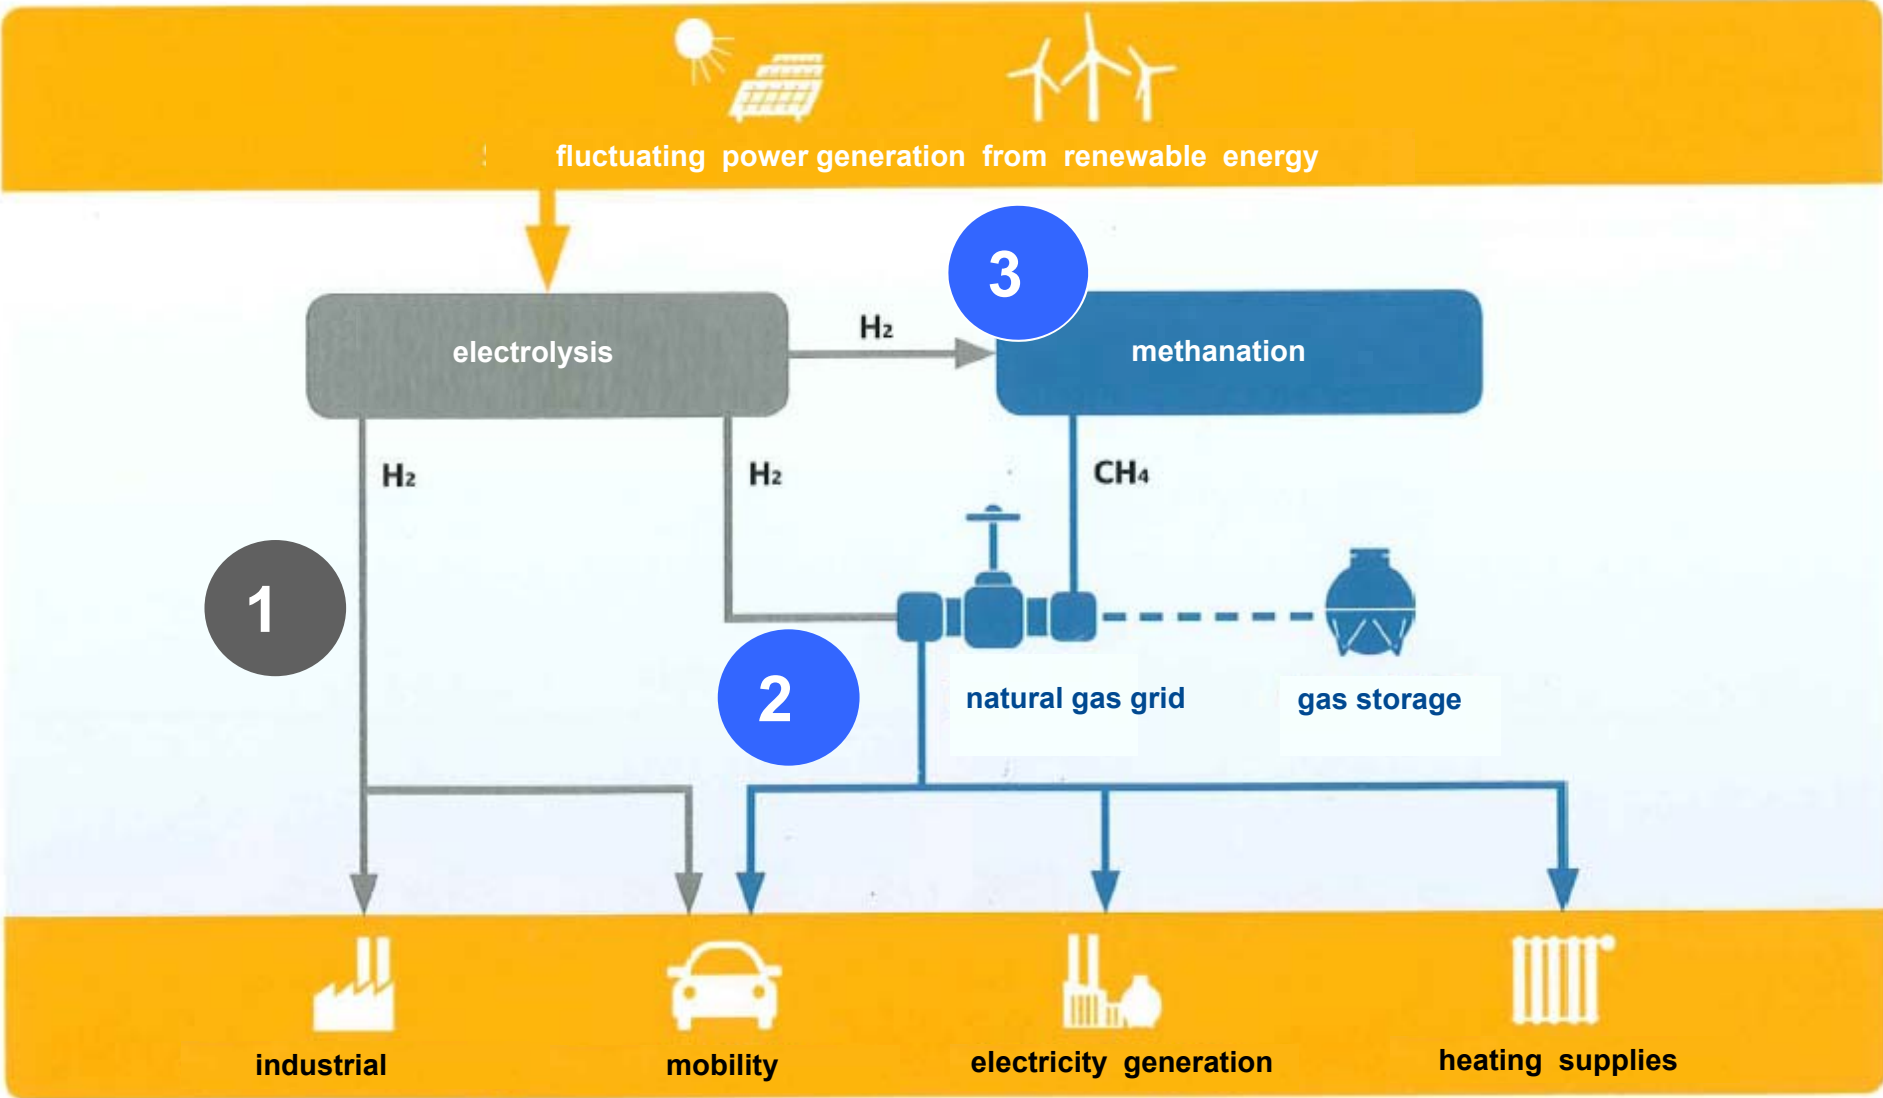 fluctuating power generation from renewable energy
3
electrolysis
H₂
methanation
H₂
H₂
CH₄
1
2
natural gas grid
gas storage
industrial
mobility
electricity generation
heating supplies